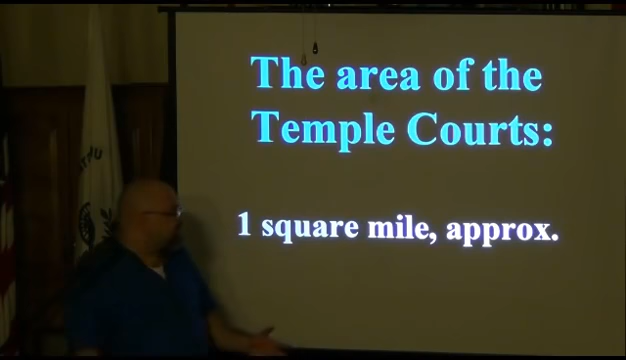 The area of the
Temple Courts:
1 square mile, approx.